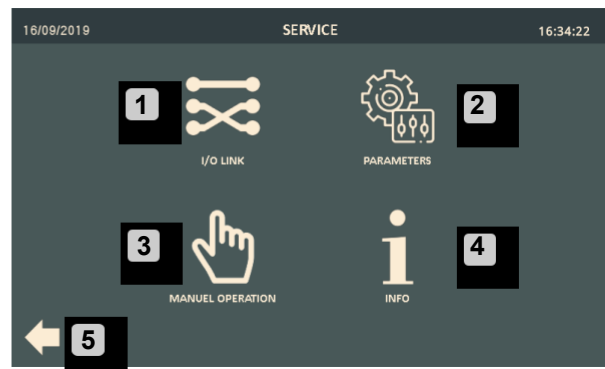 16/09/2019 SERVICE 16:34:22
1 2
I/O LINK PARAMETERS
3 4
MANUEL OPERATION INFO
5